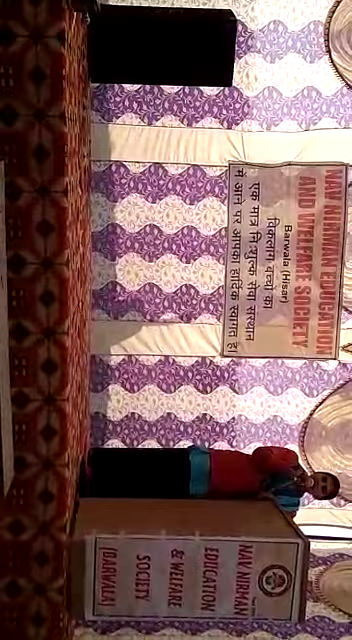 NAV NIRMAN EDUCATION
AND WELFARE SOCIETY
Barwala (Hisar)
विकलांग बच्चों का
एक मात्र नि:शुल्क सेवा संस्थान
में आने पर आपका हार्दिक स्वागत है।
NAV NIRMAN
EDUCATION
& WELFARE
SOCIETY
(BARWALA)